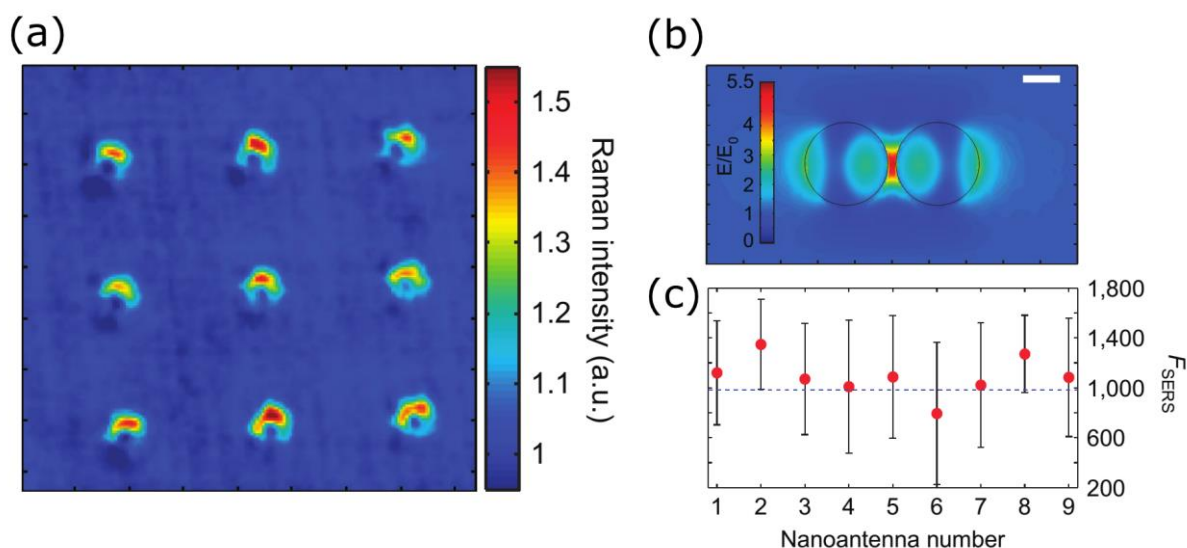 (a)
1.5
1.4
1.3
1.2
1.1
1
Raman intensity (a.u.)
(b)
5.5
4
3
2
1
0
E/E0
(c)
1,800
1,400
1,000
600
200
FSERS
1 2 3 4 5 6 7 8 9
Nanoantenna number